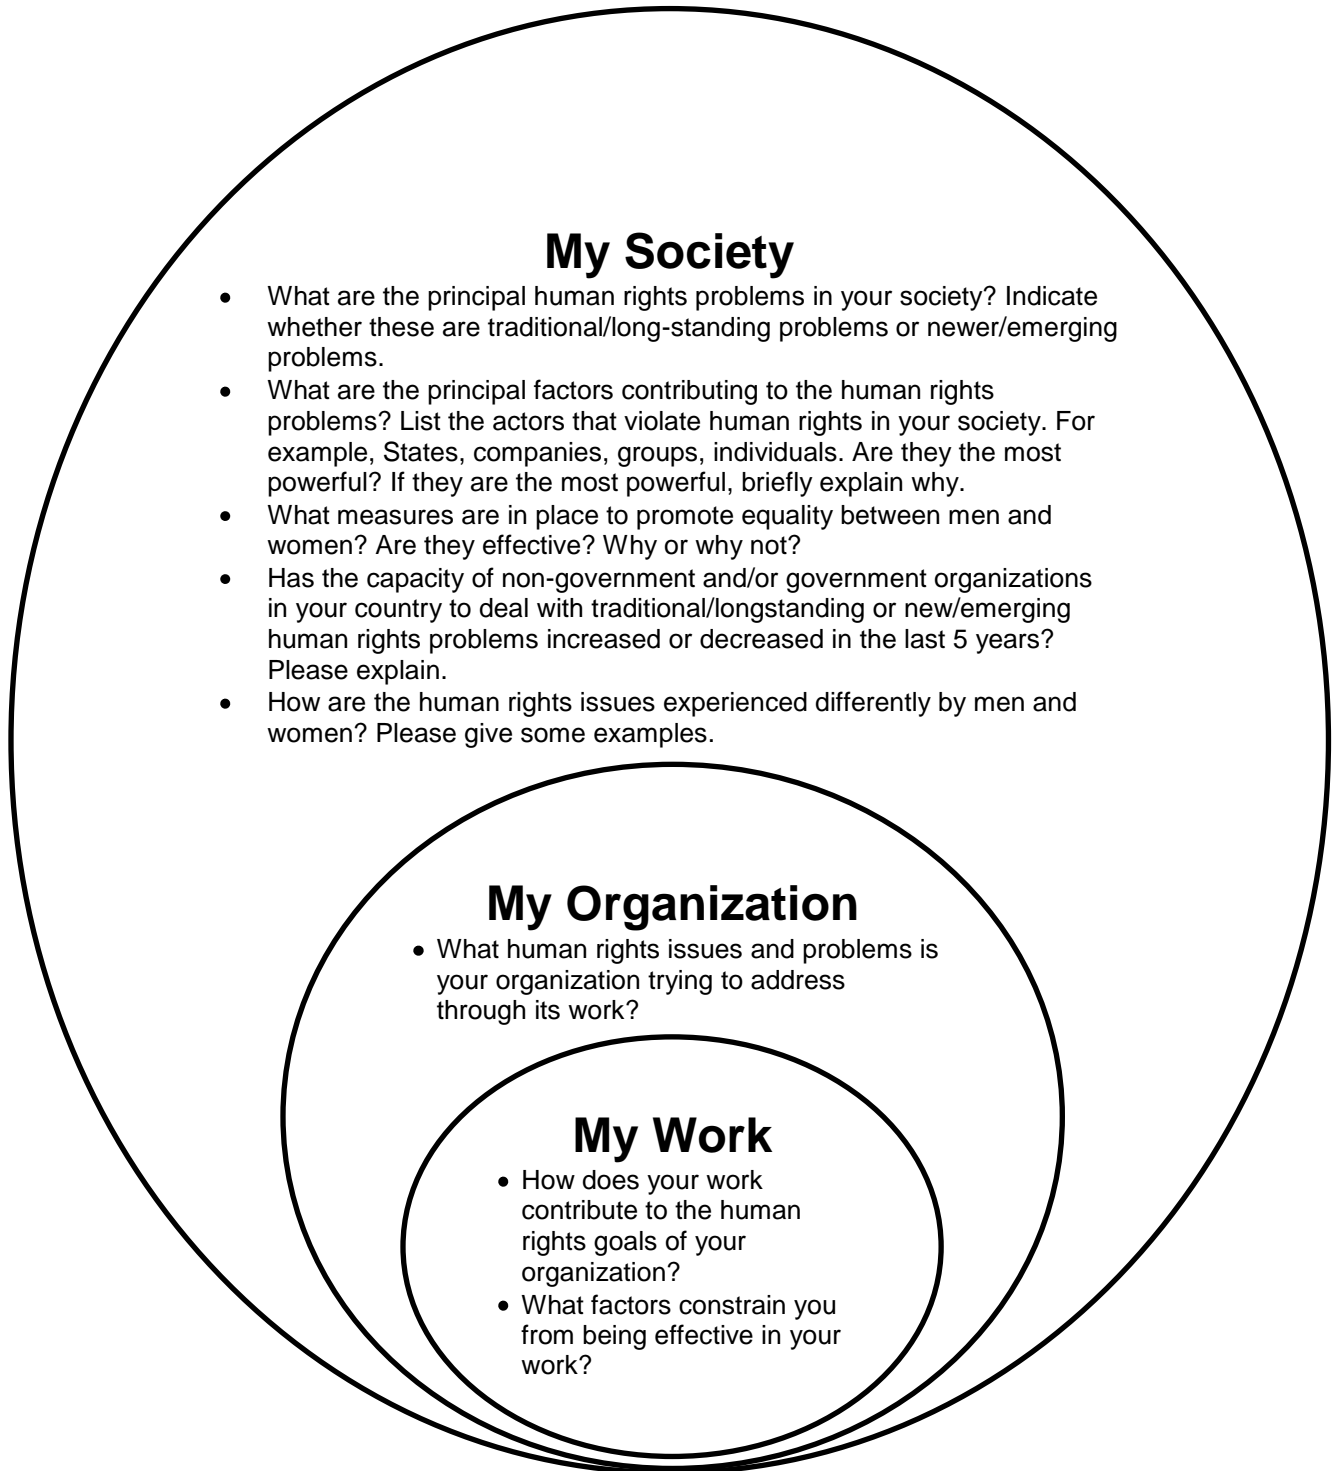 My Society
• What are the principal human rights problems in your society? Indicate
whether these are traditional/long-standing problems or newer/emerging
problems.
• What are the principal factors contributing to the human rights
problems? List the actors that violate human rights in your society. For
example, States, companies, groups, individuals. Are they the most
powerful? If they are the most powerful, briefly explain why.
• What measures are in place to promote equality between men and
women? Are they effective? Why or why not?
• Has the capacity of non-government and/or government organizations
in your country to deal with traditional/longstanding or new/emerging
human rights problems increased or decreased in the last 5 years?
Please explain.
• How are the human rights issues experienced differently by men and
women? Please give some examples.
My Organization
• What human rights issues and problems is
your organization trying to address
through its work?
My Work
• How does your work
contribute to the human
rights goals of your
organization?
• What factors constrain you
from being effective in your
work?